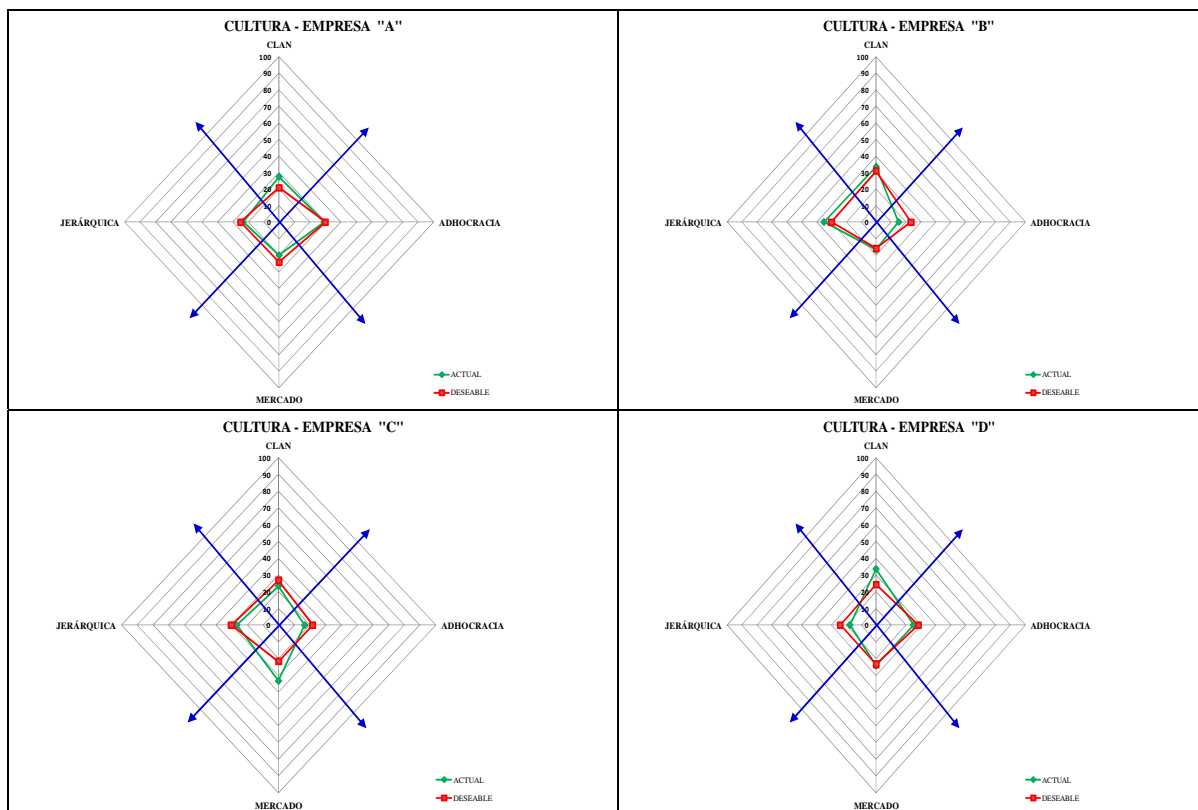 CULTURA - EMPRESA "A"
CLAN
100
90
80
70
60
50
40
30
20
10
0
JERÁRQUICA
ADHOCRACIA
ACTUAL
DESEABLE
MERCADO
CULTURA - EMPRESA "B"
CLAN
100
90
80
70
60
50
40
30
20
10
0
JERÁRQUICA
ADHOCRACIA
ACTUAL
DESEABLE
MERCADO
CULTURA - EMPRESA "C"
CLAN
100
90
80
70
60
50
40
30
20
10
0
JERÁRQUICA
ADHOCRACIA
ACTUAL
DESEABLE
MERCADO
CULTURA - EMPRESA "D"
CLAN
100
90
80
70
60
50
40
30
20
10
0
JERÁRQUICA
ADHOCRACIA
ACTUAL
DESEABLE
MERCADO